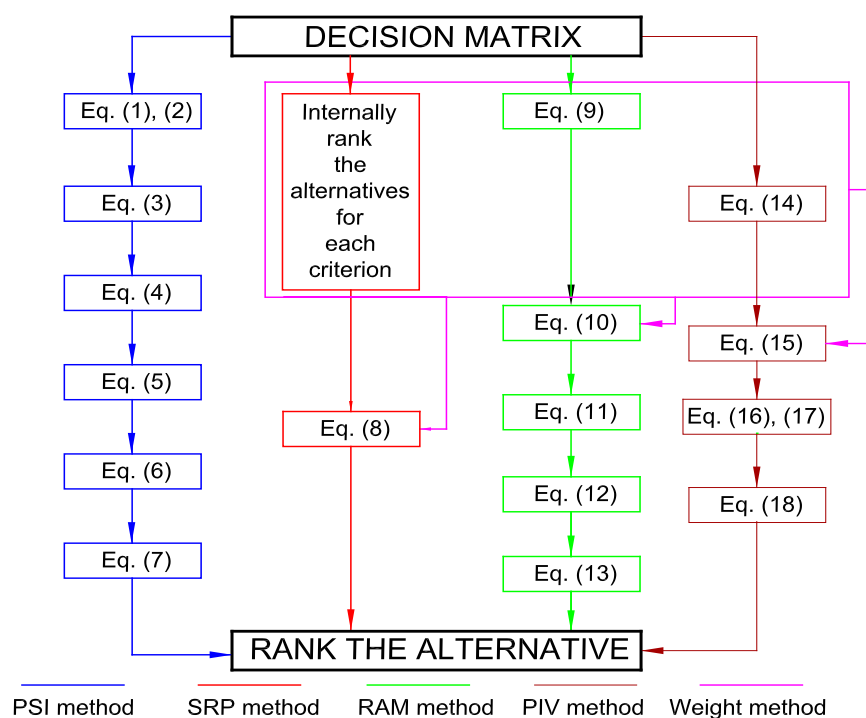 DECISION MATRIX
Eq. (1), (2)
Eq. (3)
Eq. (4)
Eq. (5)
Eq. (6)
Eq. (7)
Internally
rank
the
alternatives
for
each
criterion
Eq. (8)
Eq. (9)
Eq. (10)
Eq. (11)
Eq. (12)
Eq. (13)
Eq. (14)
Eq. (15)
Eq. (16), (17)
Eq. (18)
RANK THE ALTERNATIVE
PSI method
SRP method
RAM method
PIV method
Weight method